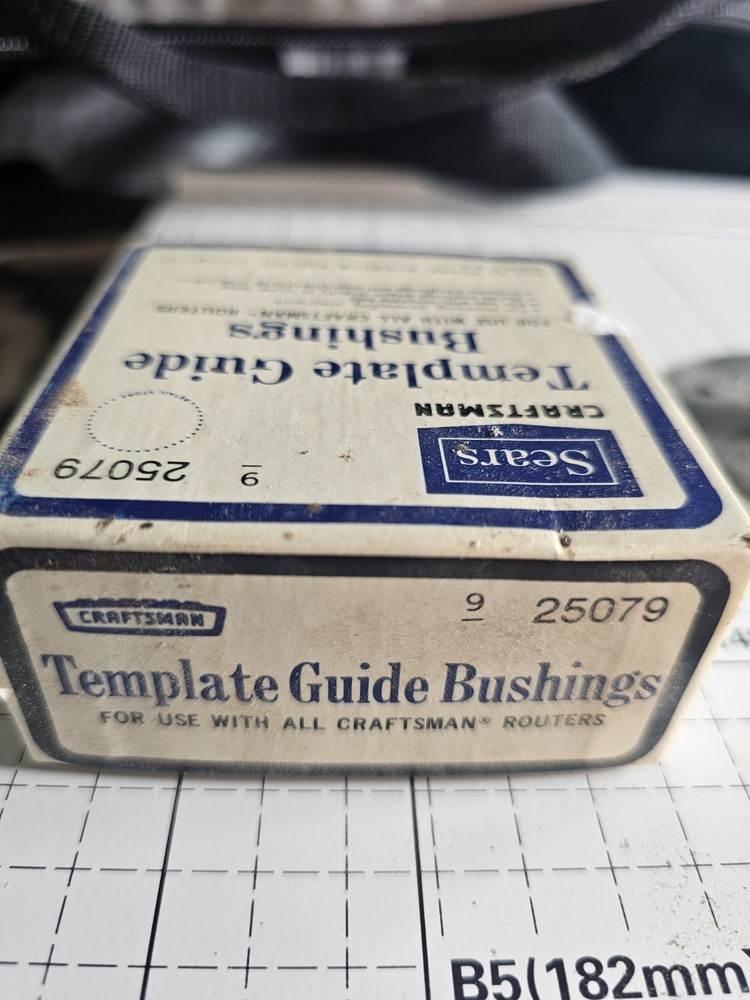 Sears
CRAFTSMAN
9 25079
Template Guide
Bushings
FOR USE WITH ALL CRAFTSMAN® ROUTERS
CRAFTSMAN
9 25079
Template Guide Bushings
FOR USE WITH ALL CRAFTSMAN® ROUTERS
B5(182mm